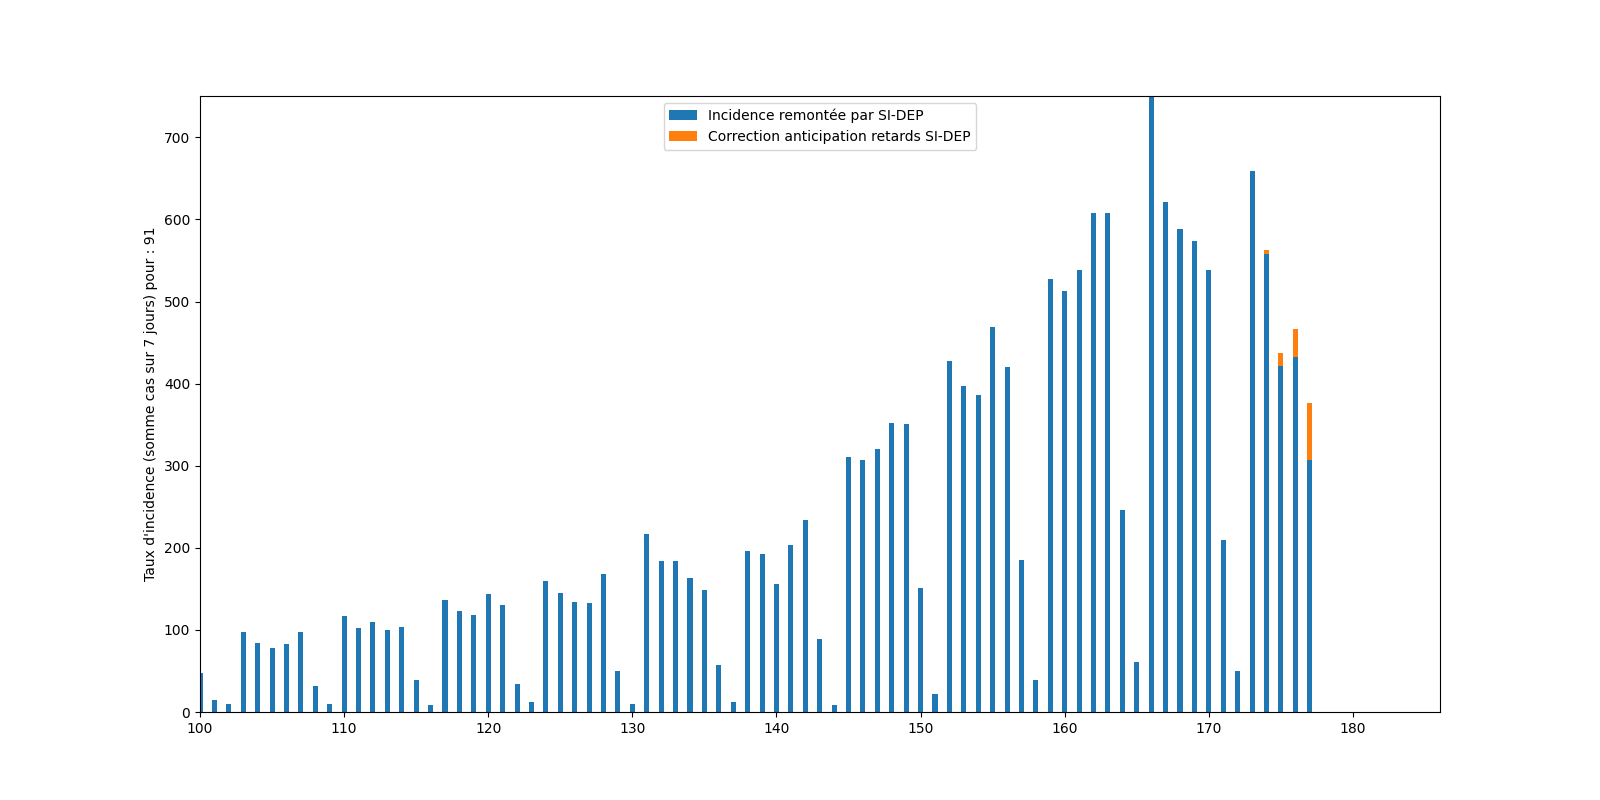 Incidence remontée par SI-DEP
Correction anticipation retards SI-DEP
Taux d'incidence (somme cas sur 7 jours) pour : 91
700
600
500
400
300
200
100
0
100 110 120 130 140 150 160 170 180